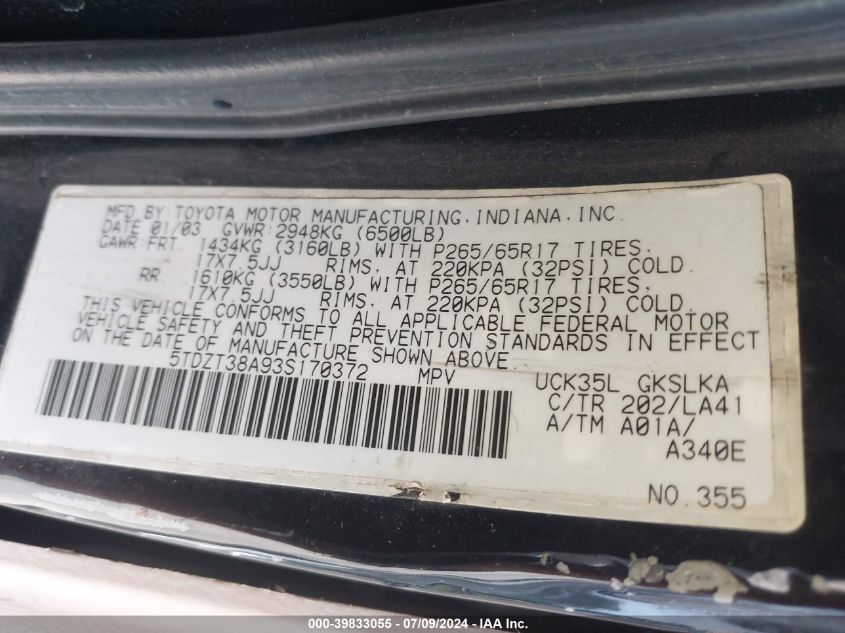 MFD.BY:TOYOTA MOTOR MANUFACTURING.INDIANA.INC.
DATE 01/03 GVWR:2948KG (6500LB)
GAWR:FRT. 1434KG (3160LB) WITH P265/65R17 TIRES.
17X7.5JJ RIMS, AT 220KPA (32PSI) COLD.
RR. 1610KG (3550LB) WITH P265/65R17 TIRES.
17X7.5JJ RIMS, AT 220KPA (32PSI) COLD.
THIS VEHICLE CONFORMS TO ALL APPLICABLE FEDERAL MOTOR
VEHICLE SAFETY AND THEFT PREVENTION STANDARDS IN EFFECT
ON THE DATE OF MANUFACTURE SHOWN ABOVE.
5TDZT38A93S170372 MPV
UCK35L GKSLKA
C/TR 202/LA41
A/TM A01A/
A340E
NO.355
000-39833055 / 07/09/2024 - IAA Inc.